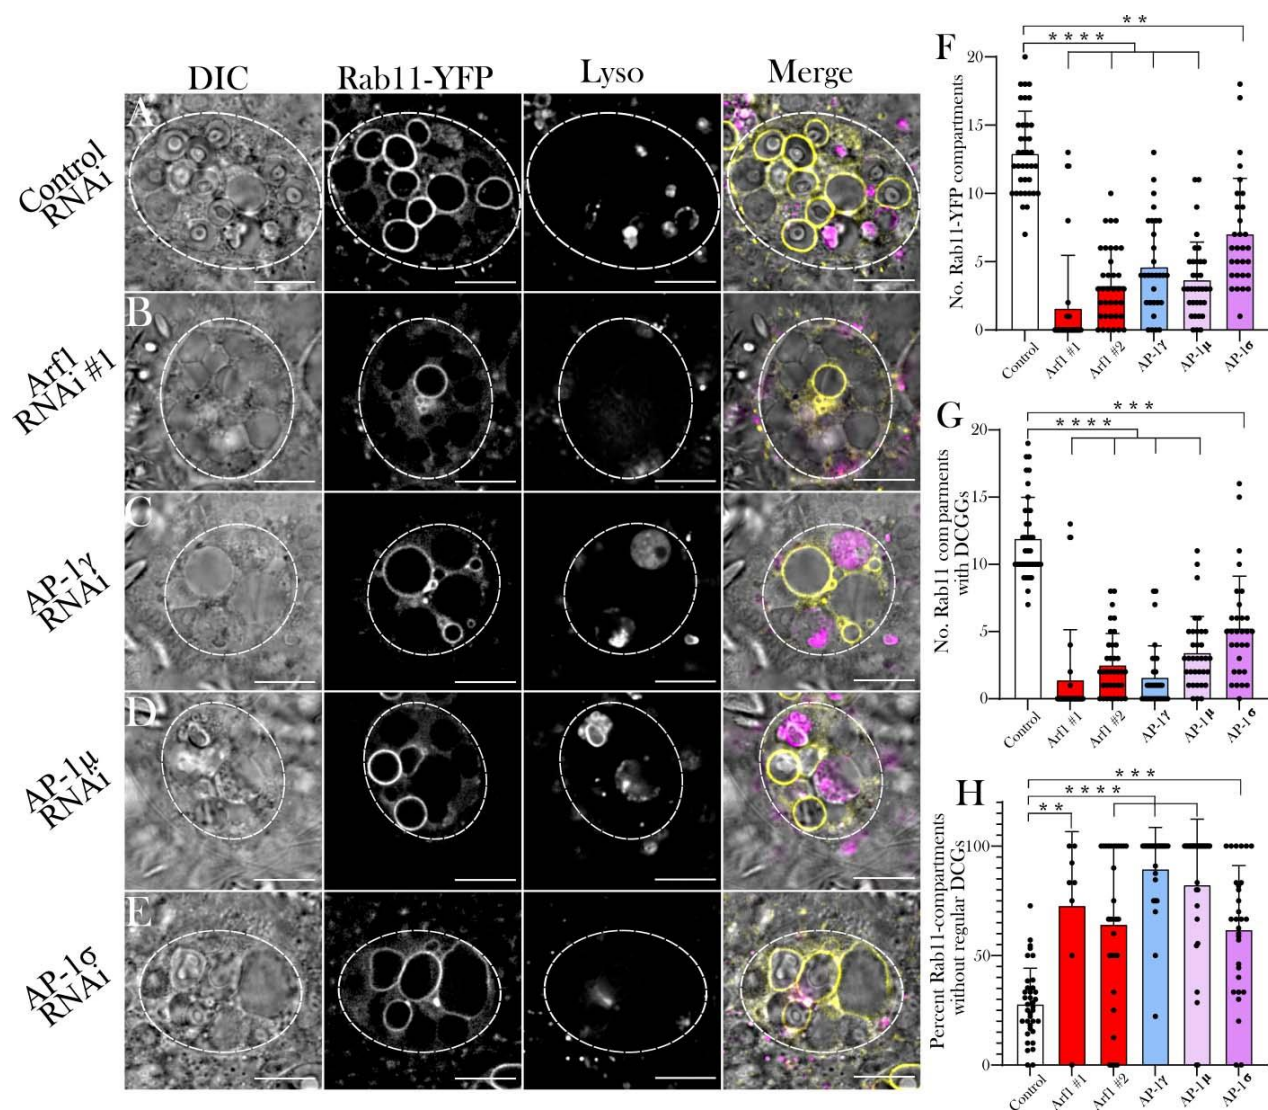 DIC
Rab11-YFP
Lyso
Merge
Control
RNAi
A
Arf1
RNAi #1
B
AP-1γ
RNAi
C
AP-1μ
RNAi
D
AP-1σ
RNAi
E
F
No. Rab11-YFP compartments
20
15
10
5
0
* *
* * * *
Control
Arf1 #1
Arf1 #2
AP-1γ
AP-1μ
AP-1σ
G
No. Rab11 comparments
with DCGGs
20
15
10
5
0
* * *
* * * *
Control
Arf1 #1
Arf1 #2
AP-1γ
AP-1μ
AP-1σ
H
Percent Rab11-compartments
without regular DCGs
100
50
0
* * *
* * * *
* *
Control
Arf1 #1
Arf1 #2
AP-1γ
AP-1μ
AP-1σ